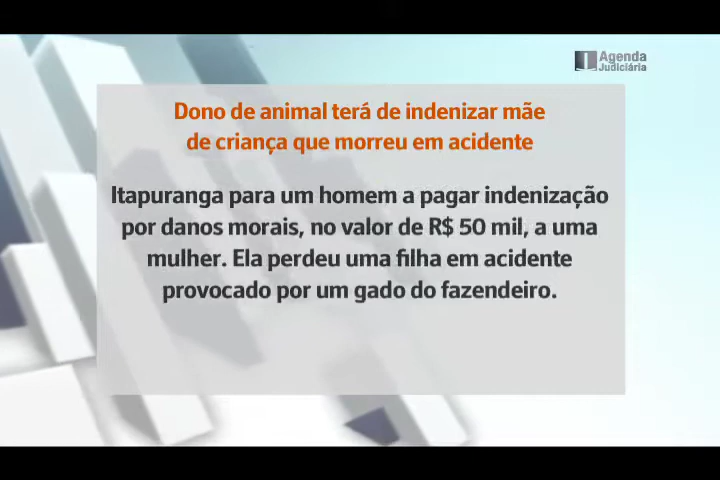 Agenda
Judiciária
Dono de animal terá de indenizar mãe
de criança que morreu em acidente
Itapuranga para um homem a pagar indenização
por danos morais, no valor de R$ 50 mil, a uma
mulher. Ela perdeu uma filha em acidente
provocado por um gado do fazendeiro.